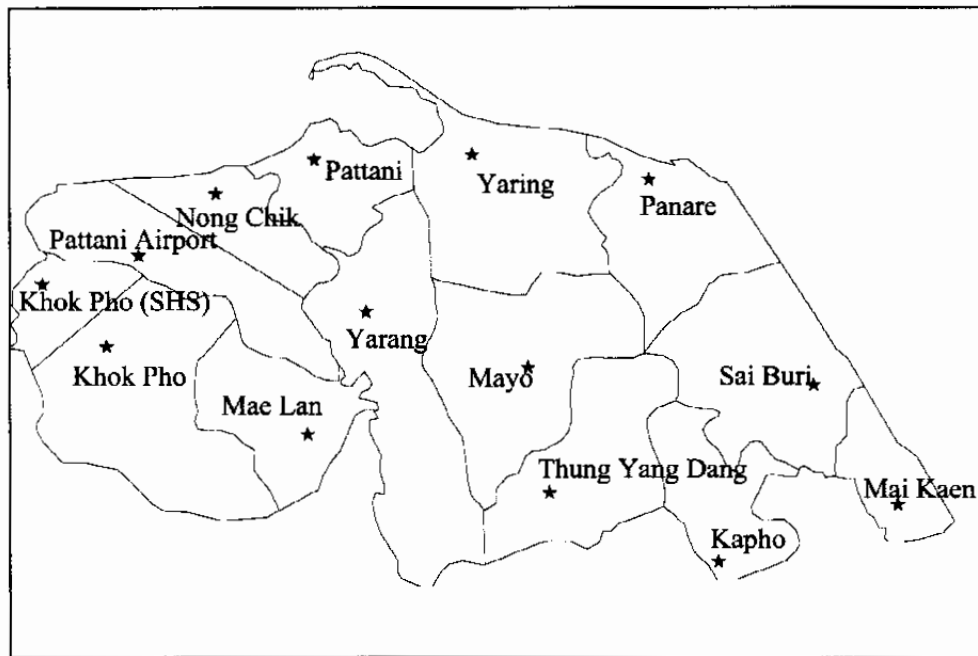 Pattani
Yaring
Panare
Nong Chik
Pattani Airport
Khok Pho (SHS)
Yarang
Khok Pho
Mayo
Sai Buri
Mae Lan
Thung Yang Dang
Mai Kaen
Kapho